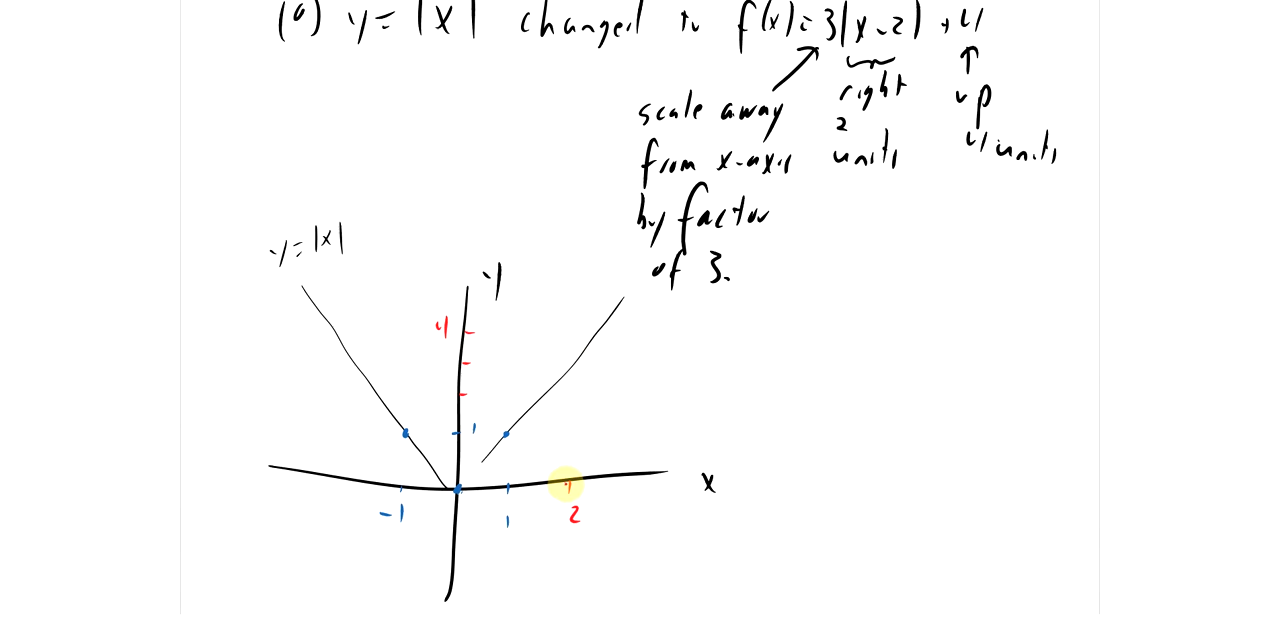 (a) y = |x| changed to f(x) = 3|x-2| + 4
scale away
from x-axis
by factor
of 3.
right
2
units
up
4 units
y = |x|
y
4
1
x
-1
1
2